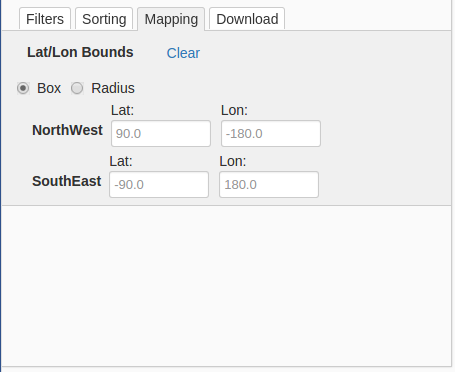 Filters Sorting Mapping Download
Lat/Lon Bounds Clear
Box Radius
Lat: Lon:
NorthWest 90.0 -180.0
Lat: Lon:
SouthEast -90.0 180.0